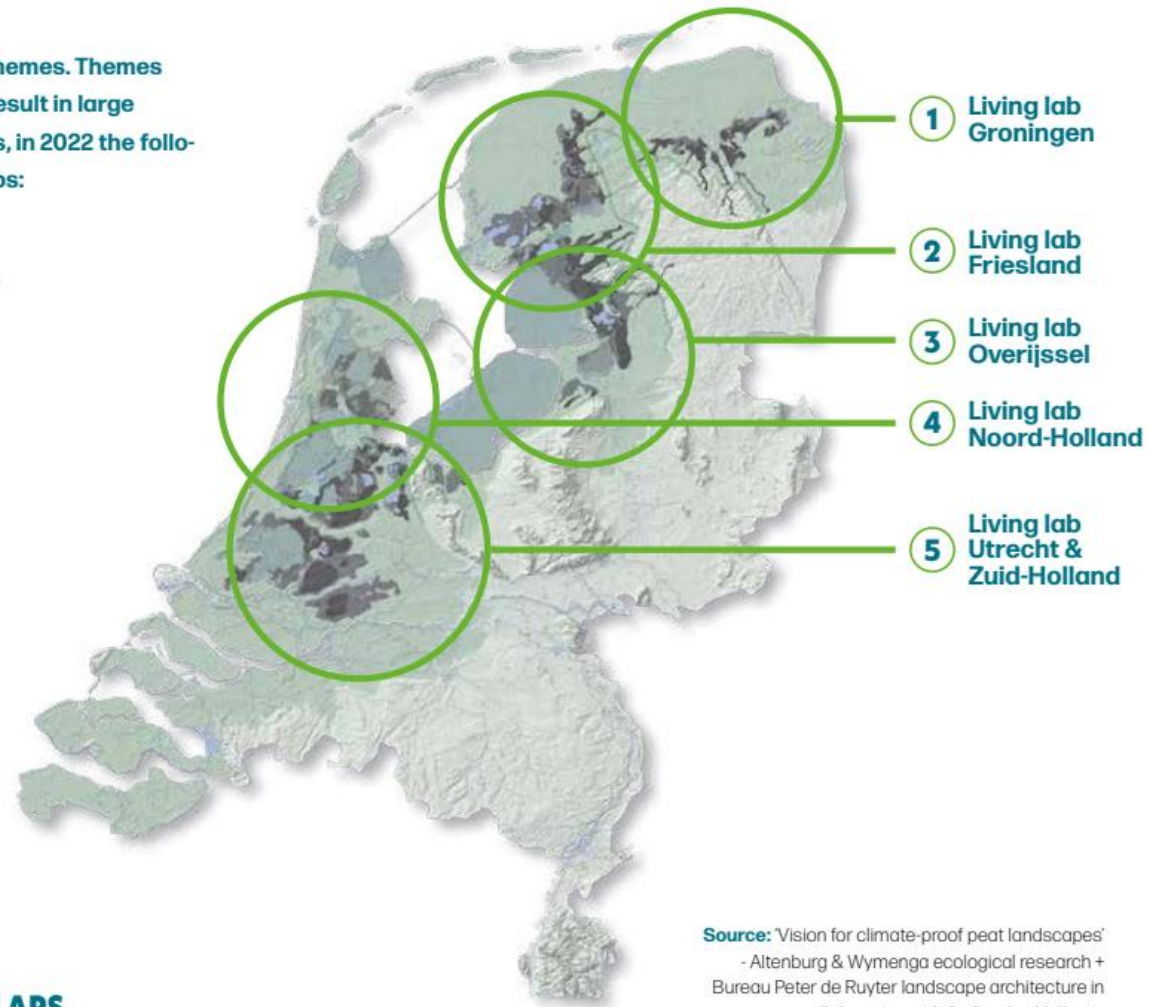 nemes. Themes
esult in large
s, in 2022 the follo-
os:
1 Living lab
Groningen
2 Living lab
Friesland
3 Living lab
Overijssel
4 Living lab
Noord-Holland
5 Living lab
Utrecht &
Zuid-Holland
Source: 'Vision for climate-proof peat landscapes'
- Altenburg & Wymenga ecological research +
Bureau Peter de Ruyter landscape architecture in
LABS